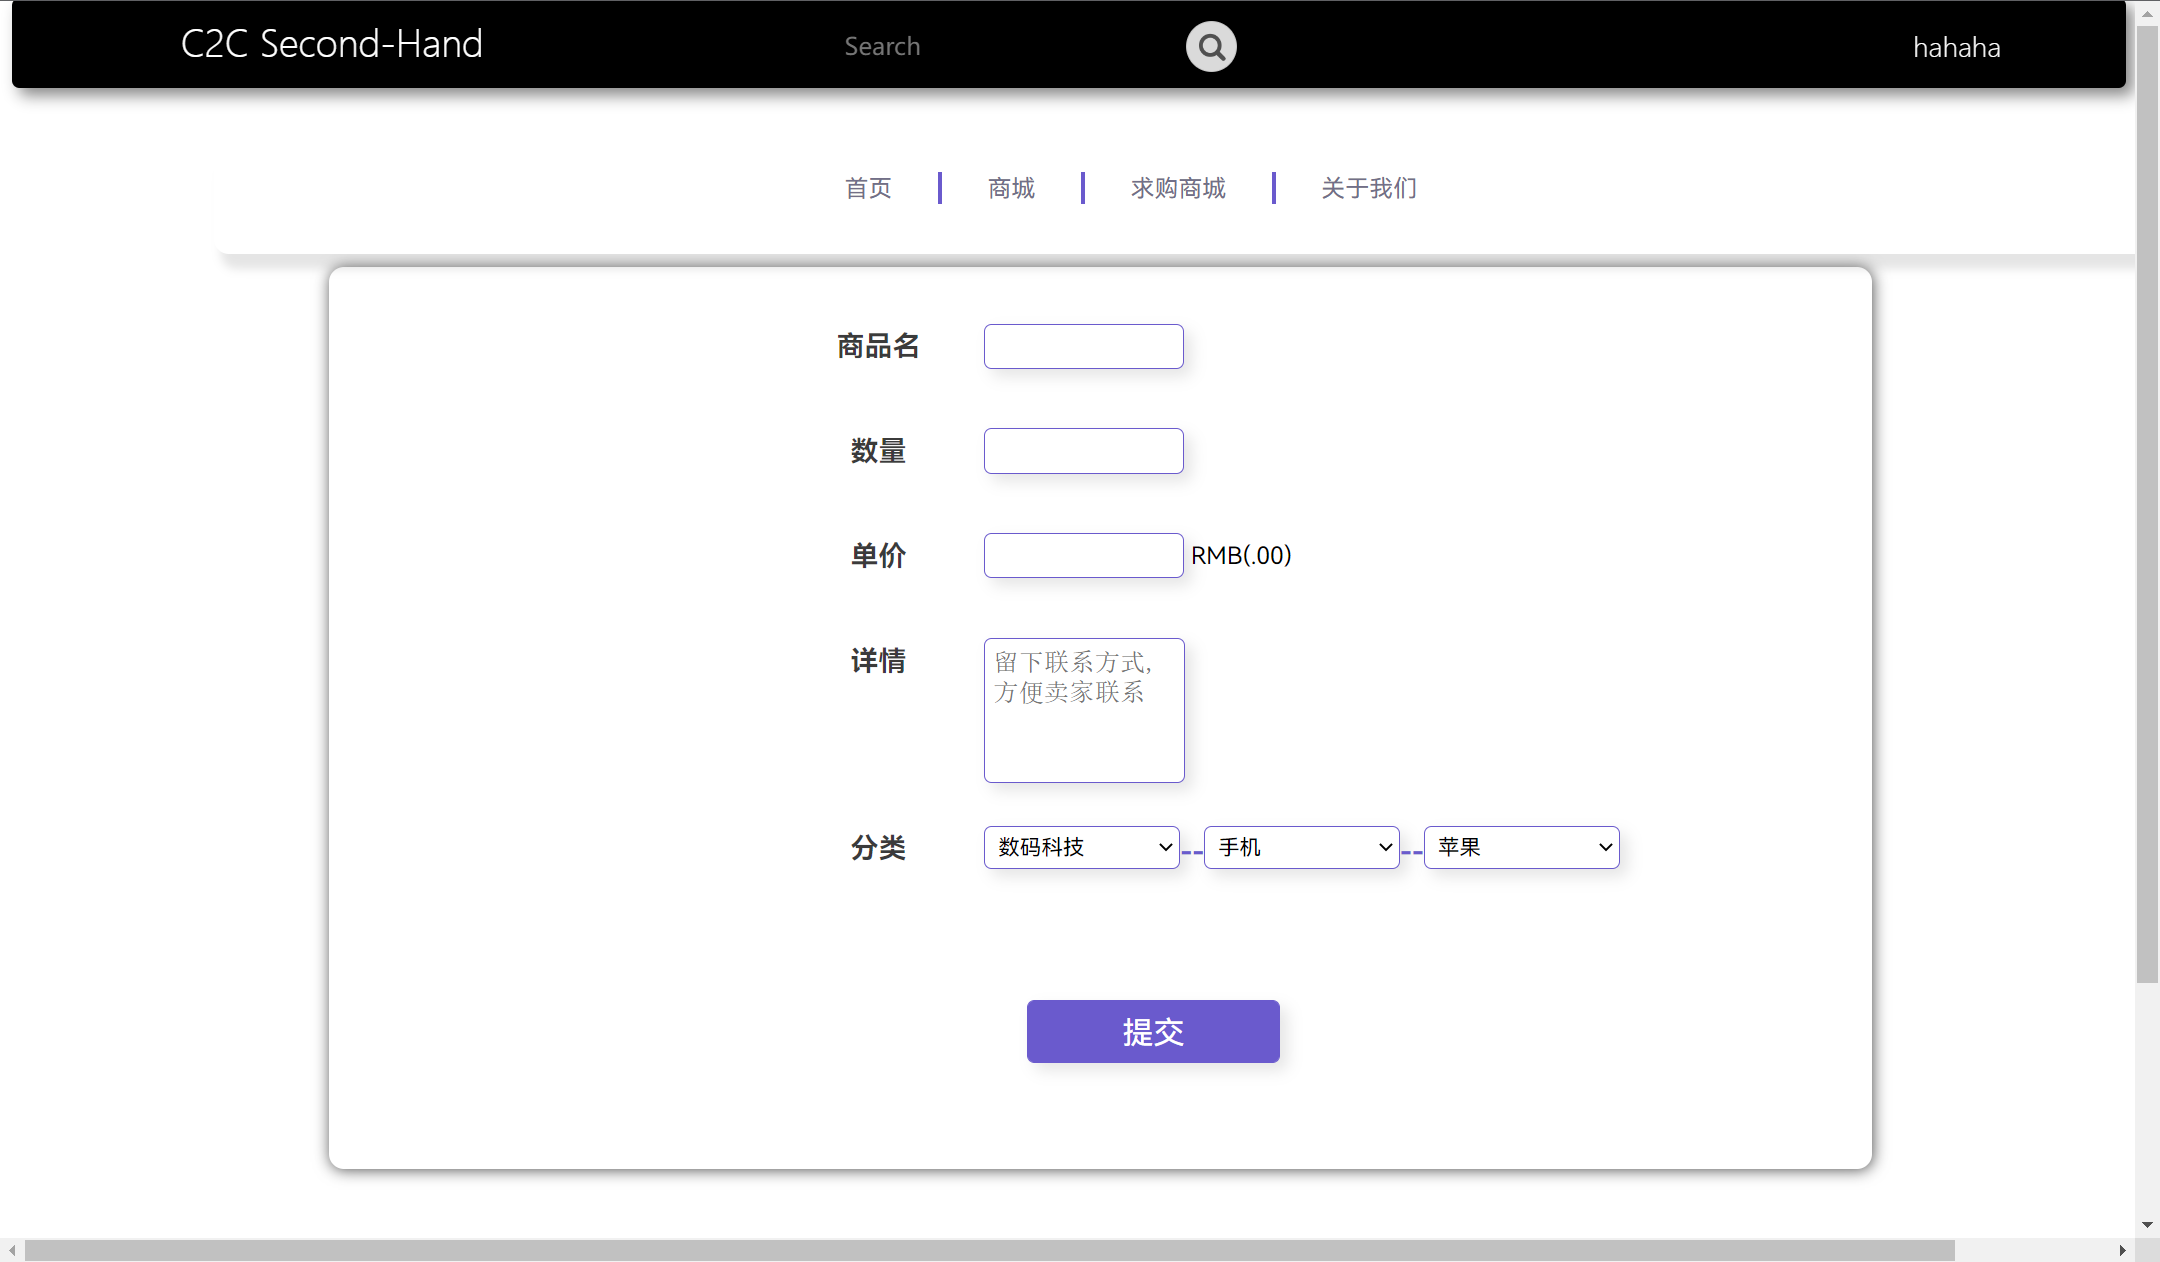 C2C Second-Hand
Search
hahaha
首页
商城
求购商城
关于我们
商品名
数量
单价
RMB(.00)
详情
留下联系方式,
方便卖家联系
分类
数码科技
--
手机
--
苹果
提交